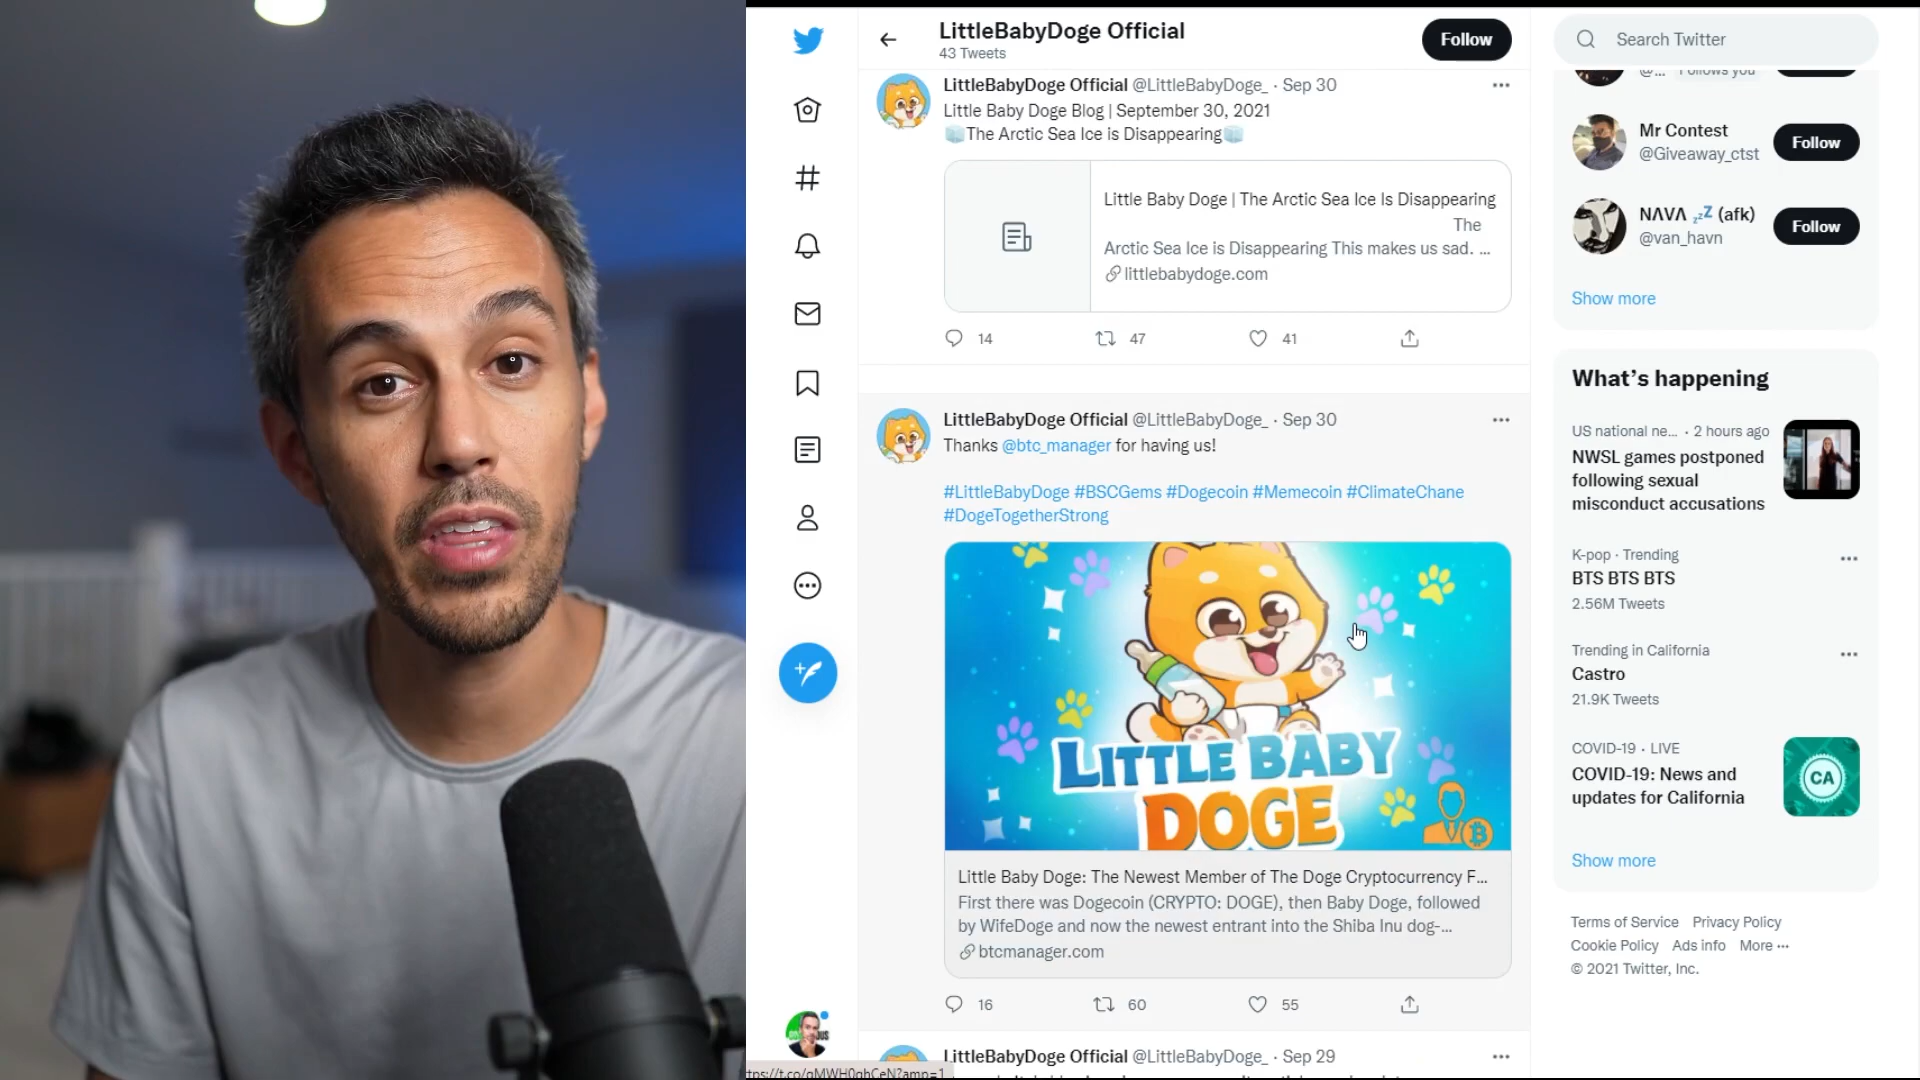 LittleBabyDoge Official
43 Tweets
Follow
Search Twitter
LittleBabyDoge Official @LittleBabyDoge_ · Sep 30
Little Baby Doge Blog | September 30, 2021
🧊The Arctic Sea Ice is Disappearing🧊
Little Baby Doge | The Arctic Sea Ice Is Disappearing
The
Arctic Sea Ice is Disappearing This makes us sad. ...
littlebabydoge.com
14 47 41
LittleBabyDoge Official @LittleBabyDoge_ · Sep 30
Thanks @btc_manager for having us!
#LittleBabyDoge #BSCGems #Dogecoin #Memecoin #ClimateChane
#DogeTogetherStrong
LITTLE BABY
DOGE
Little Baby Doge: The Newest Member of The Doge Cryptocurrency F...
First there was Dogecoin (CRYPTO: DOGE), then Baby Doge, followed
by WifeDoge and now the newest entrant into the Shiba Inu dog-...
btcmanager.com
16 60 55
LittleBabyDoge Official @LittleBabyDoge_ · Sep 29
@... Follows you
Mr Contest
@Giveaway_ctst
Follow
NΛVΛ 💤 (afk)
@van_havn
Follow
Show more
What's happening
US national ne... · 2 hours ago
NWSL games postponed
following sexual
misconduct accusations
K-pop · Trending
BTS BTS BTS
2.56M Tweets
Trending in California
Castro
21.9K Tweets
COVID-19 · LIVE
COVID-19: News and
updates for California
CA
Show more
Terms of Service Privacy Policy
Cookie Policy Ads info More ...
© 2021 Twitter, Inc.